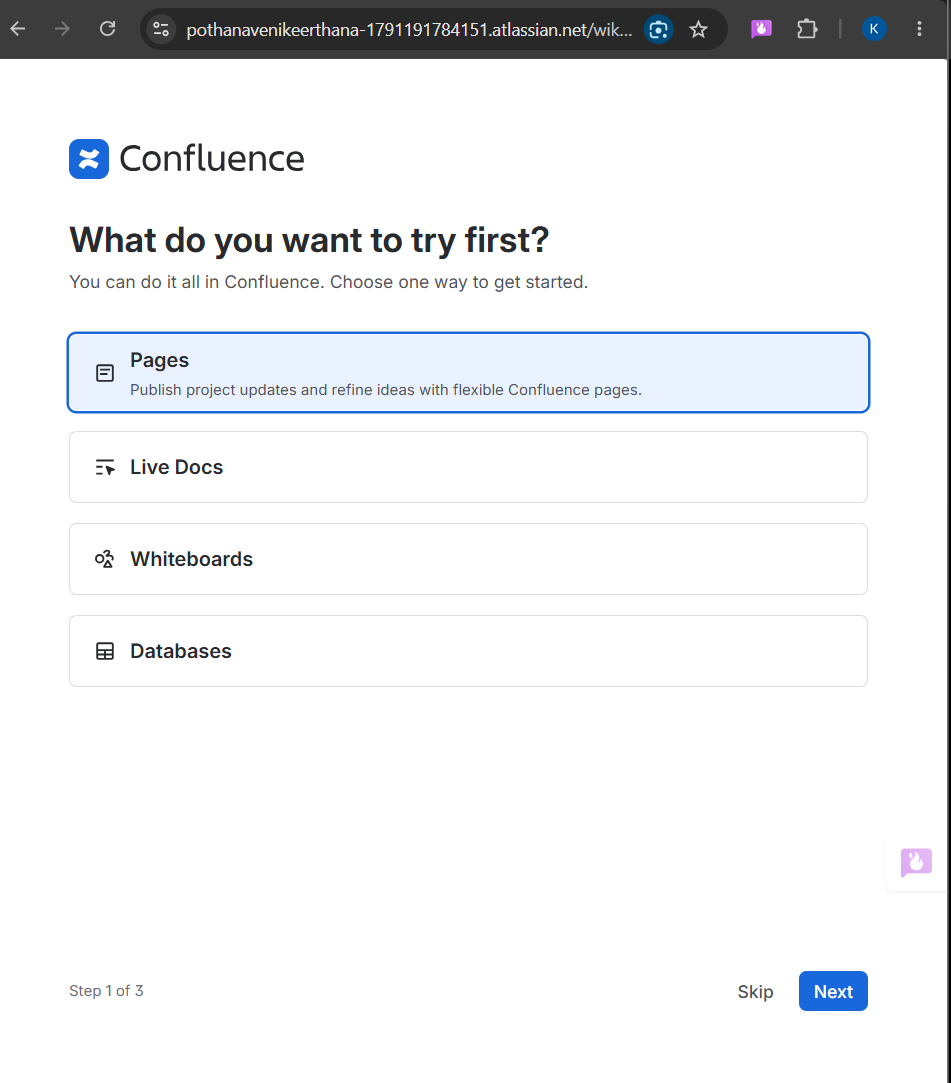 pothanavenikeerthana-1791191784151.atlassian.net/wik...
K
Confluence
What do you want to try first?
You can do it all in Confluence. Choose one way to get started.
Pages
Publish project updates and refine ideas with flexible Confluence pages.
Live Docs
Whiteboards
Databases
Step 1 of 3
Skip
Next